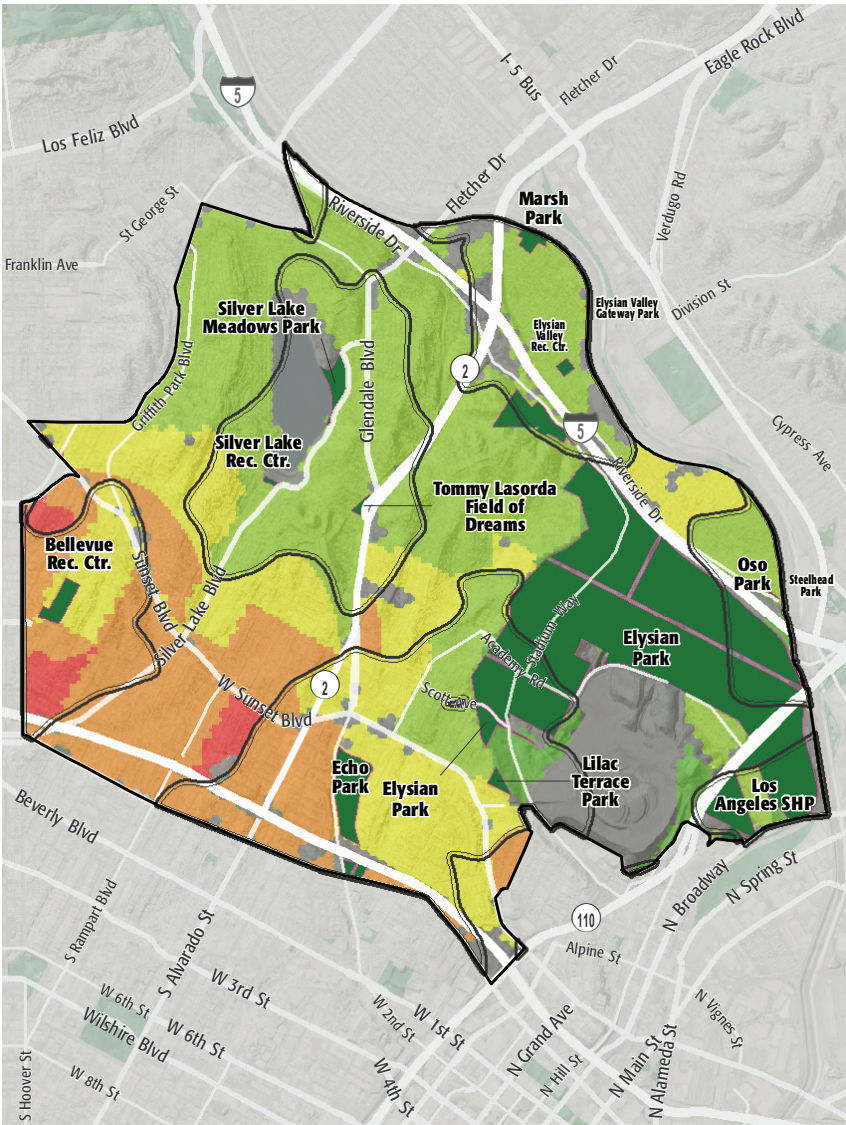 Eagle Rock Blvd
I-5 Bus
Fletcher Dr
5
Los Feliz Blvd
Fletcher Dr
Verdugo Rd
St George St
Riverside Dr
Marsh
Park
Franklin Ave
Division St
Elysian Valley
Gateway Park
Silver Lake
Meadows Park
Elysian
Valley
Rec. Ctr.
Griffith Park Blvd
Glendale Blvd
2
Cypress Ave
5
Silver Lake
Rec. Ctr.
Riverside Dr
Tommy Lasorda
Field of
Dreams
Bellevue
Rec. Ctr.
Sunset Blvd
Oso
Park
Steelhead
Park
Silver Lake Blvd
Stadium Way
Elysian
Park
Academy Rd
2
W Sunset Blvd
Scott Ave
Echo
Park
Elysian
Park
Lilac
Terrace
Park
Los
Angeles SHP
Beverly Blvd
N Broadway
N Spring St
S Rampart Blvd
S Alvarado St
110
Alpine St
W 3rd St
W 6th St
W 2nd St
W 1st St
N Vignes St
Wilshire Blvd
W 6th St
N Grand Ave
N Hill St
N Main St
N Alameda St
W 4th St
W 8th St
S Hoover St